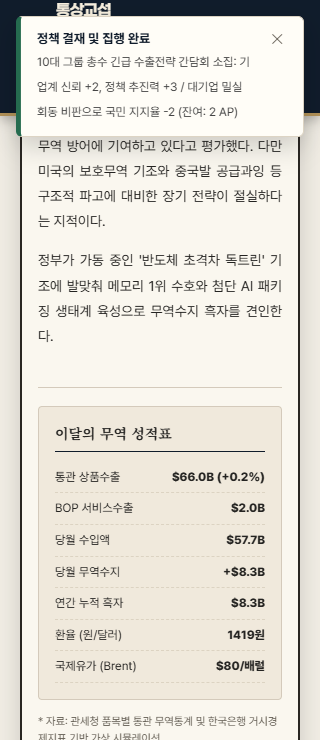 통상교섭
정책 결재 및 집행 완료
10대 그룹 총수 긴급 수출전략 간담회 소집: 기
업계 신뢰 +2, 정책 추진력 +3 / 대기업 밀실
회동 비판으로 국민 지지율 -2 (잔여: 2 AP)
무역 방어에 기여하고 있다고 평가했다. 다만
미국의 보호무역 기조와 중국발 공급과잉 등
구조적 파고에 대비한 장기 전략이 절실하다
는 지적이다.
정부가 가동 중인 '반도체 초격차 독트린' 기
조에 발맞춰 메모리 1위 수호와 첨단 AI 패키
징 생태계 육성으로 무역수지 흑자를 견인한
다.
이달의 무역 성적표
통관 상품수출 $66.0B (+0.2%)
BOP 서비스수출 $2.0B
당월 수입액 $57.7B
당월 무역수지 +$8.3B
연간 누적 흑자 $8.3B
환율 (원/달러) 1419원
국제유가 (Brent) $80/배럴
* 자료: 관세청 품목별 통관 무역통계 및 한국은행 거시경
제지표 기반 가상 시뮬레이션